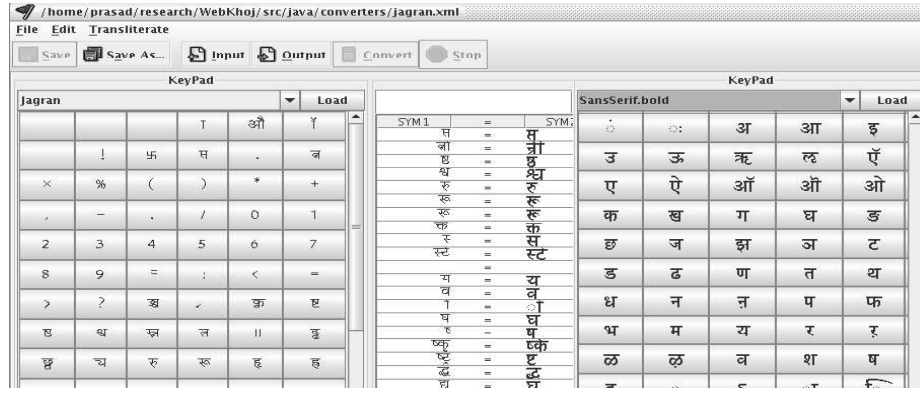 /home/prasad/research/WebKhoj/src/java/converters/jagran.xml
File Edit Transliterate
Save Save As... Input Output Convert Stop
KeyPad
Jagran Load
ा औ
! 卐 स . ज
× % ( ) * +
, – . / 0 1
2 3 4 5 6 7
8 9 = ; < =
> ?
॥
च रु रू हृ
SYM1 = SYM2
= स
= ष्ठ
= श्व
रु = रु
रू = रू
रू = रू
= क
स = स
स्ट = स्ट
=
य = य
व = व
ा = ा
घ = घ
ष = ष
= ष्क
= ष्ट
= द्ध
द्य = द्य
KeyPad
SansSerif.bold Load
ं ः अ आ इ
उ ऊ ऋ ऌ ऍ
ए ऐ ऑ ऒ ओ
क ख ग घ ङ
छ ज झ ञ ट
ड ढ ण त थ
ध न ऩ प फ
भ म य र ऱ
ळ ऴ व श ष